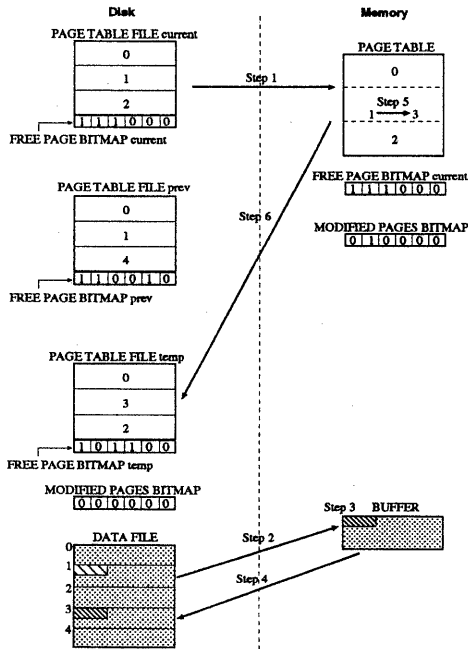 Disk
PAGE TABLE FILE current
0
1
2
1 1 1 0 0 0
FREE PAGE BITMAP current
PAGE TABLE FILE prev
0
1
4
1 1 0 0 1 0
FREE PAGE BITMAP prev
PAGE TABLE FILE temp
0
3
2
1 0 1 1 0 0
FREE PAGE BITMAP temp
MODIFIED PAGES BITMAP
0 0 0 0 0 0
DATA FILE
0
1
2
3
4
Step 1
Step 6
Step 2
Step 4
Memory
PAGE TABLE
0
Step 5
1 3
2
FREE PAGE BITMAP current
1 1 1 0 0 0
MODIFIED PAGES BITMAP
0 1 0 0 0 0
Step 3 BUFFER